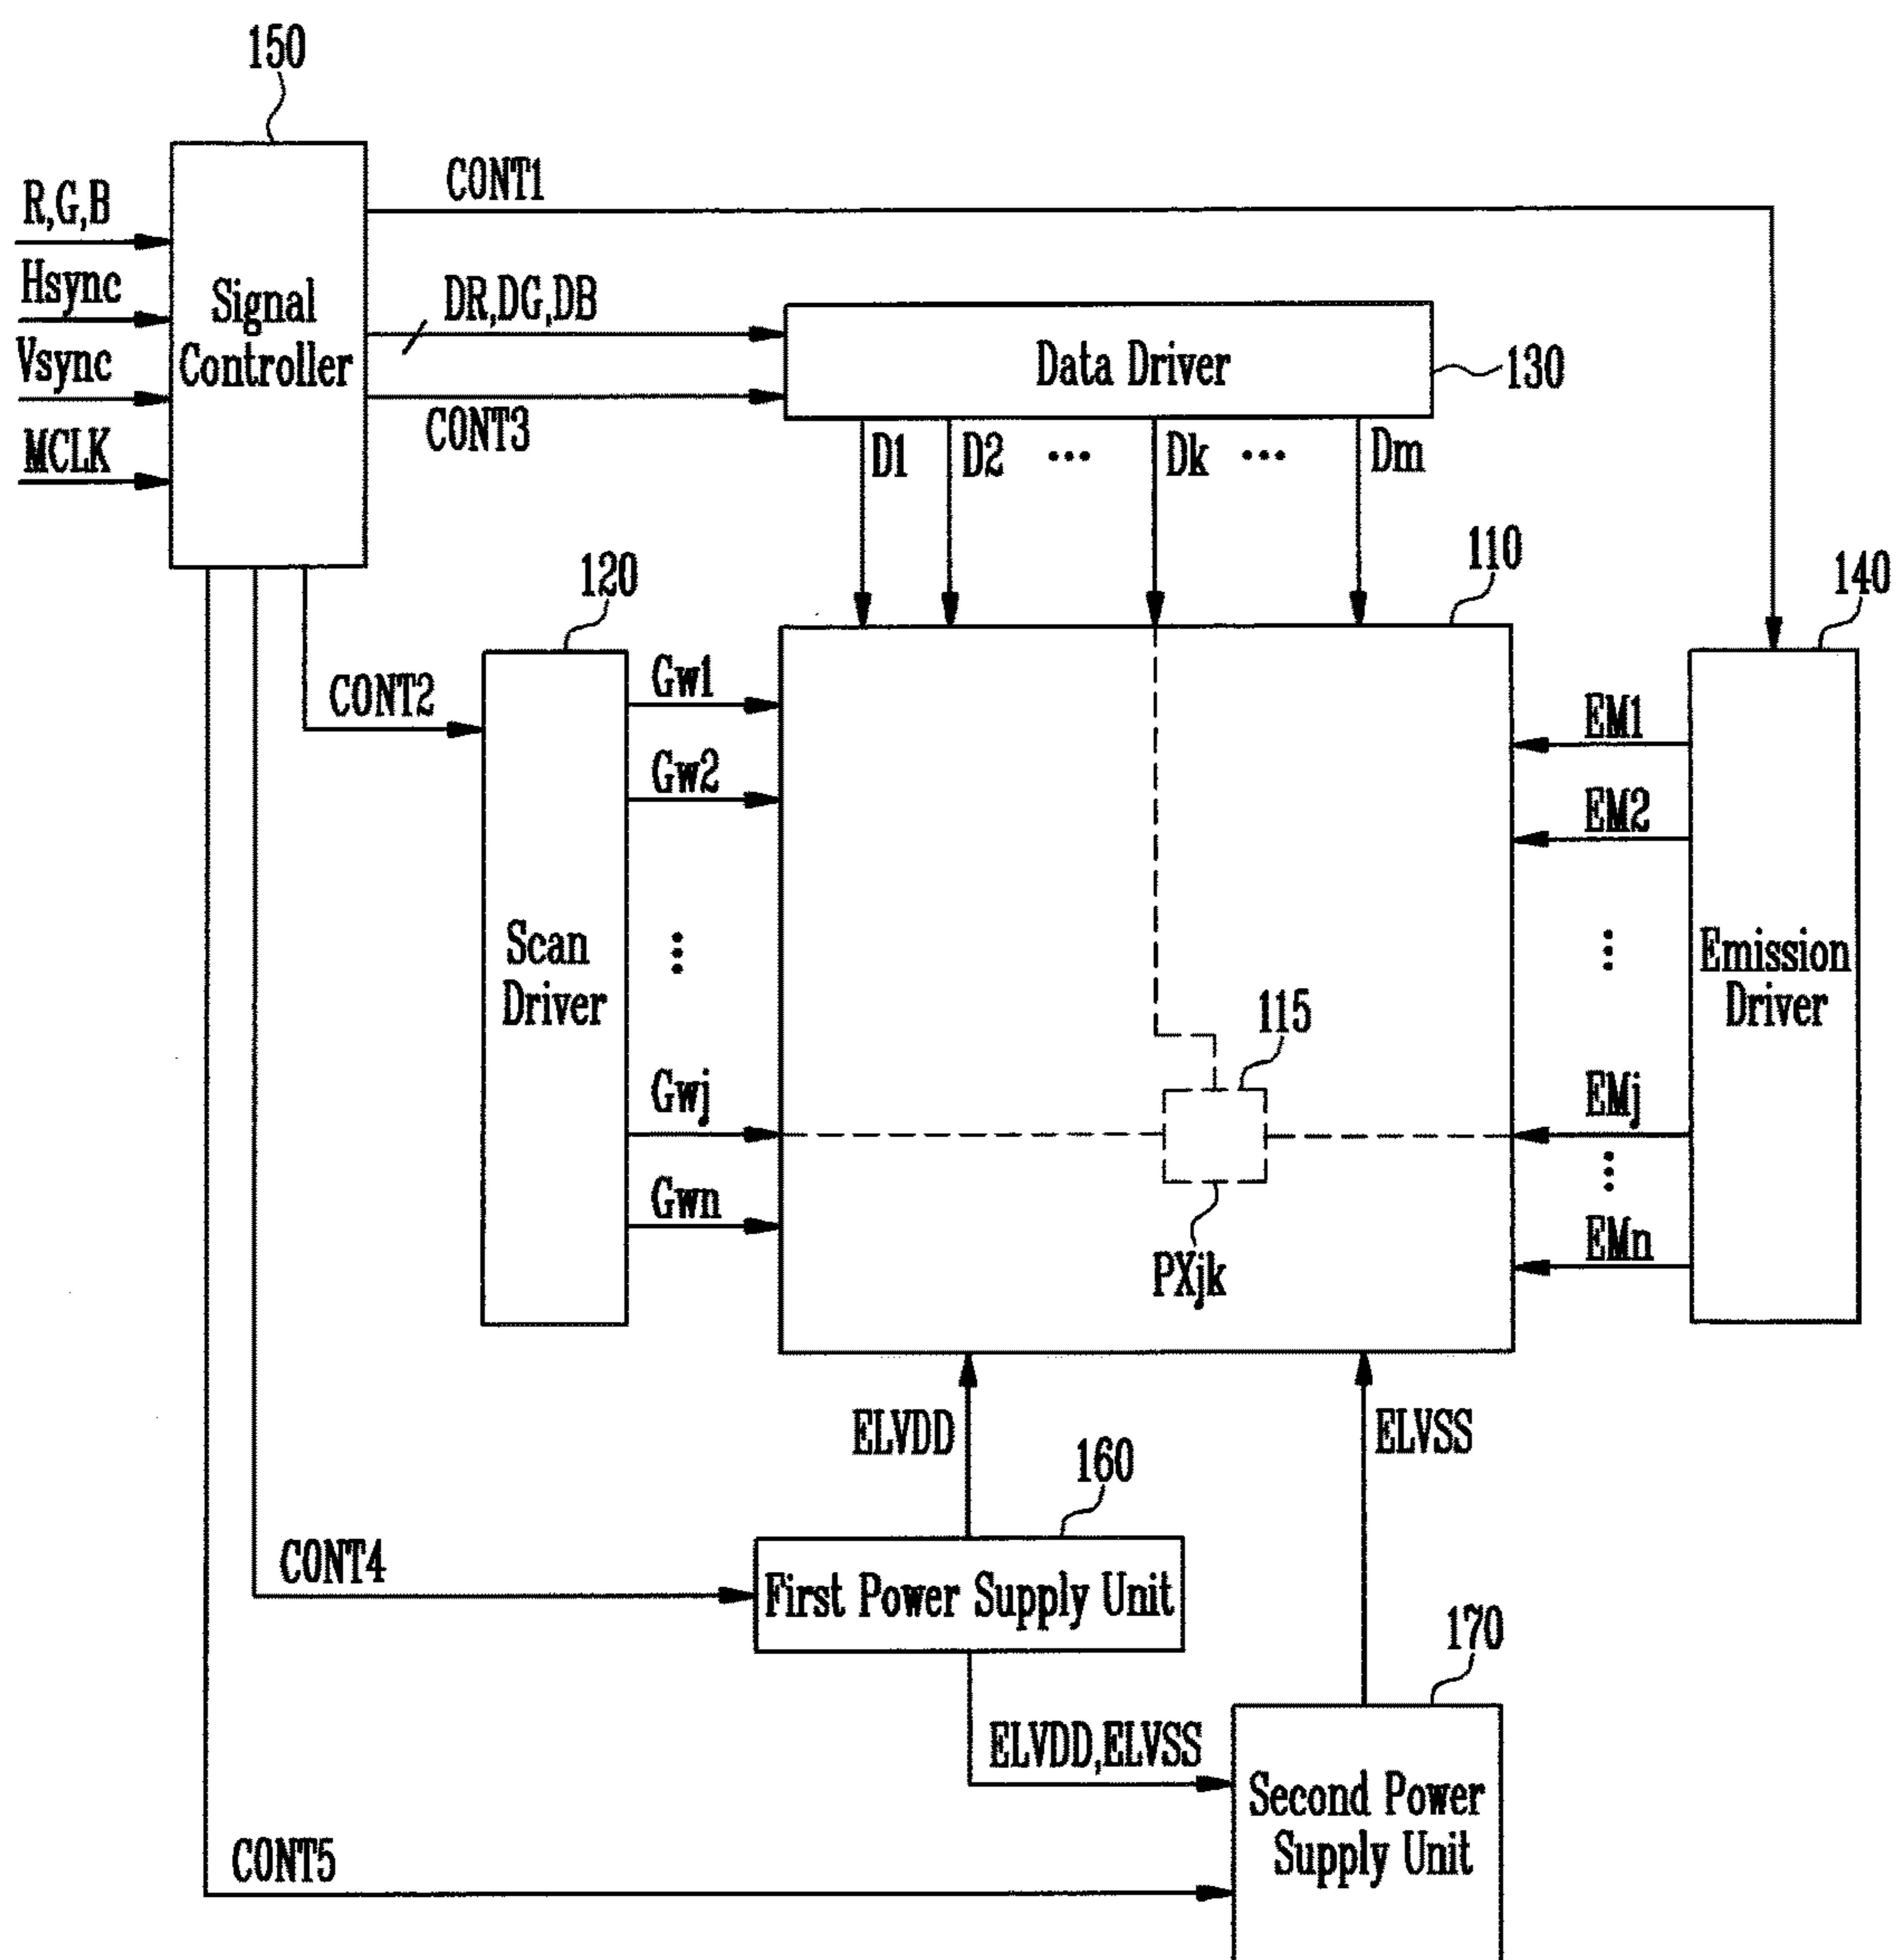 150
R,G,B
Hsync
Vsync
MCLK
Signal
Controller
CONT1
DR,DG,DB
CONT3
Data Driver
130
D1
D2
...
Dk
...
Dm
110
140
120
CONT2
Scan
Driver
Gw1
Gw2
...
Gwj
Gwn
115
PXjk
EM1
EM2
...
EMj
...
EMn
Emission
Driver
ELVDD
ELVSS
160
CONT4
First Power Supply Unit
170
ELVDD,ELVSS
Second Power
Supply Unit
CONT5